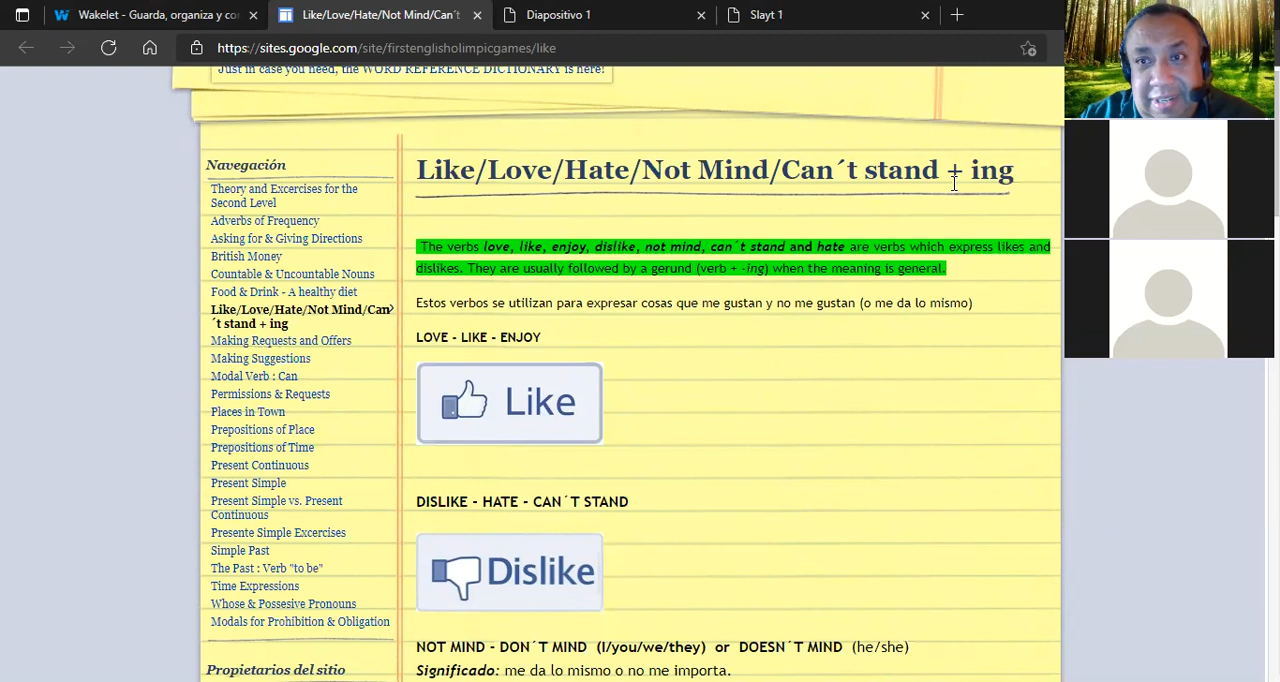 Wakelet - Guarda, organiza y co
Like/Love/Hate/Not Mind/Can´t
Diapositivo 1
Slayt 1
https://sites.google.com/site/firstenglisholimpicgames/like
Just in case you need, the WORD REFERENCE DICTIONARY is here!
Navegación
Theory and Excercises for the
Second Level
Adverbs of Frequency
Asking for & Giving Directions
British Money
Countable & Uncountable Nouns
Food & Drink - A healthy diet
Like/Love/Hate/Not Mind/Can
´t stand + ing
Making Requests and Offers
Making Suggestions
Modal Verb : Can
Permissions & Requests
Places in Town
Prepositions of Place
Prepositions of Time
Present Continuous
Present Simple
Present Simple vs. Present
Continuous
Presente Simple Excercises
Simple Past
The Past : Verb "to be"
Time Expressions
Whose & Possesive Pronouns
Modals for Prohibition & Obligation
Propietarios del sitio
Like/Love/Hate/Not Mind/Can´t stand + ing
The verbs love, like, enjoy, dislike, not mind, can´t stand and hate are verbs which express likes and
dislikes. They are usually followed by a gerund (verb + -ing) when the meaning is general.
Estos verbos se utilizan para expresar cosas que me gustan y no me gustan (o me da lo mismo)
LOVE - LIKE - ENJOY
Like
DISLIKE - HATE - CAN´T STAND
Dislike
NOT MIND - DON´T MIND (I/you/we/they) or DOESN´T MIND (he/she)
Significado: me da lo mismo o no me importa.